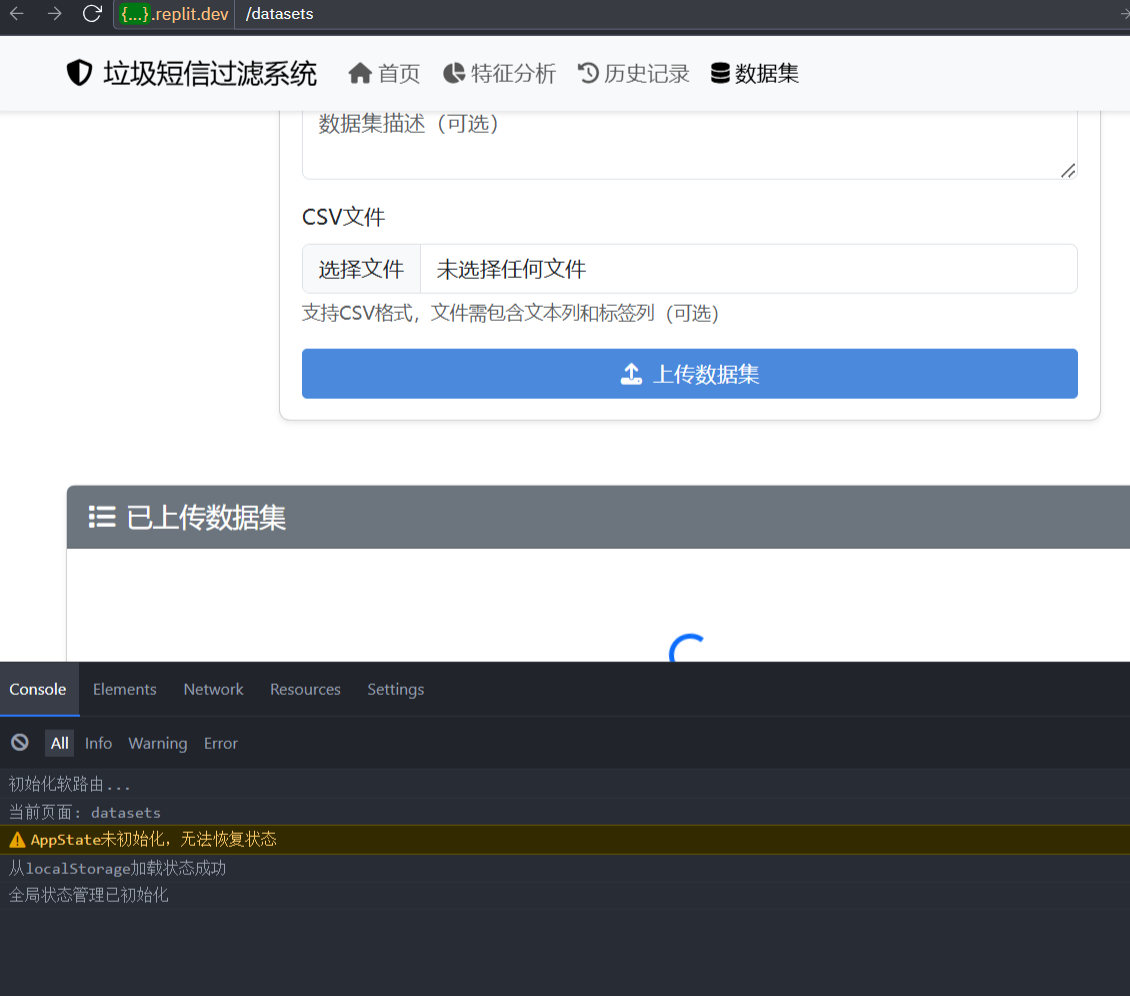 {...}.replit.dev /datasets
垃圾短信过滤系统 首页 特征分析 历史记录 数据集
数据集描述（可选）
CSV文件
选择文件 未选择任何文件
支持CSV格式，文件需包含文本列和标签列（可选）
上传数据集
已上传数据集
Console Elements Network Resources Settings
All Info Warning Error
初始化软路由...
当前页面: datasets
AppState未初始化，无法恢复状态
从localStorage加载状态成功
全局状态管理已初始化